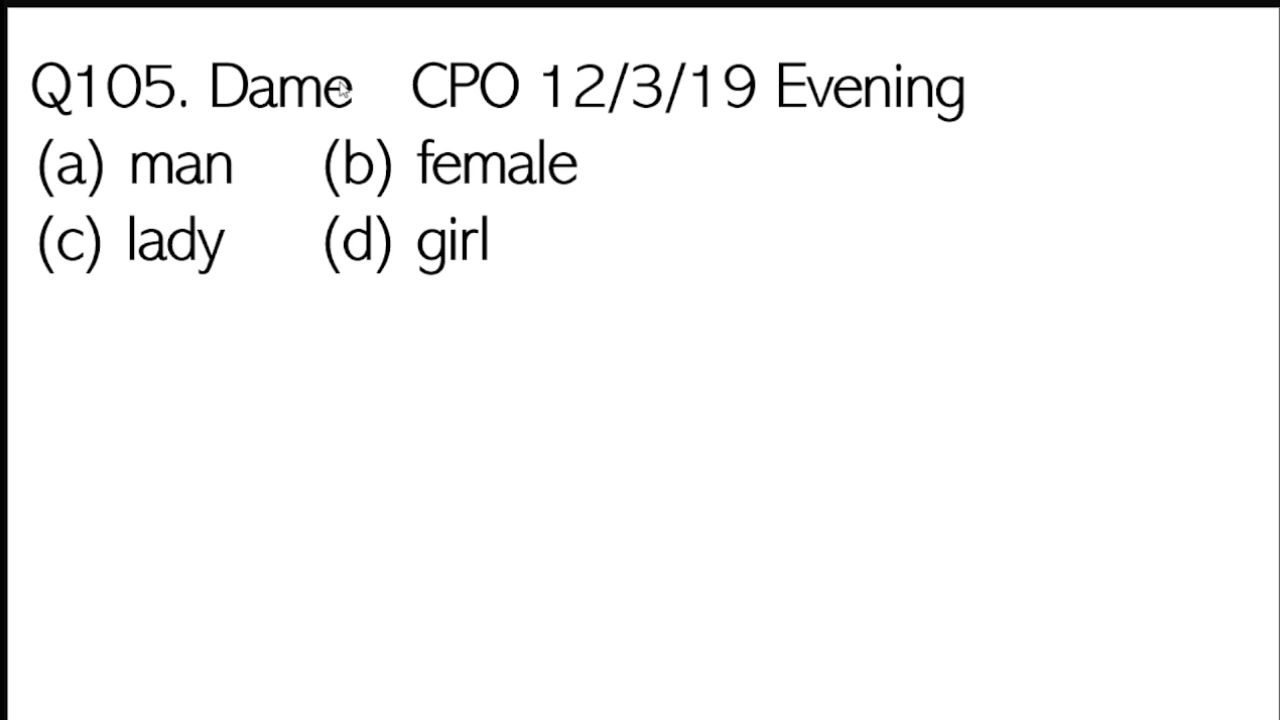 Q105. Dame CPO 12/3/19 Evening
(a) man (b) female
(c) lady (d) girl